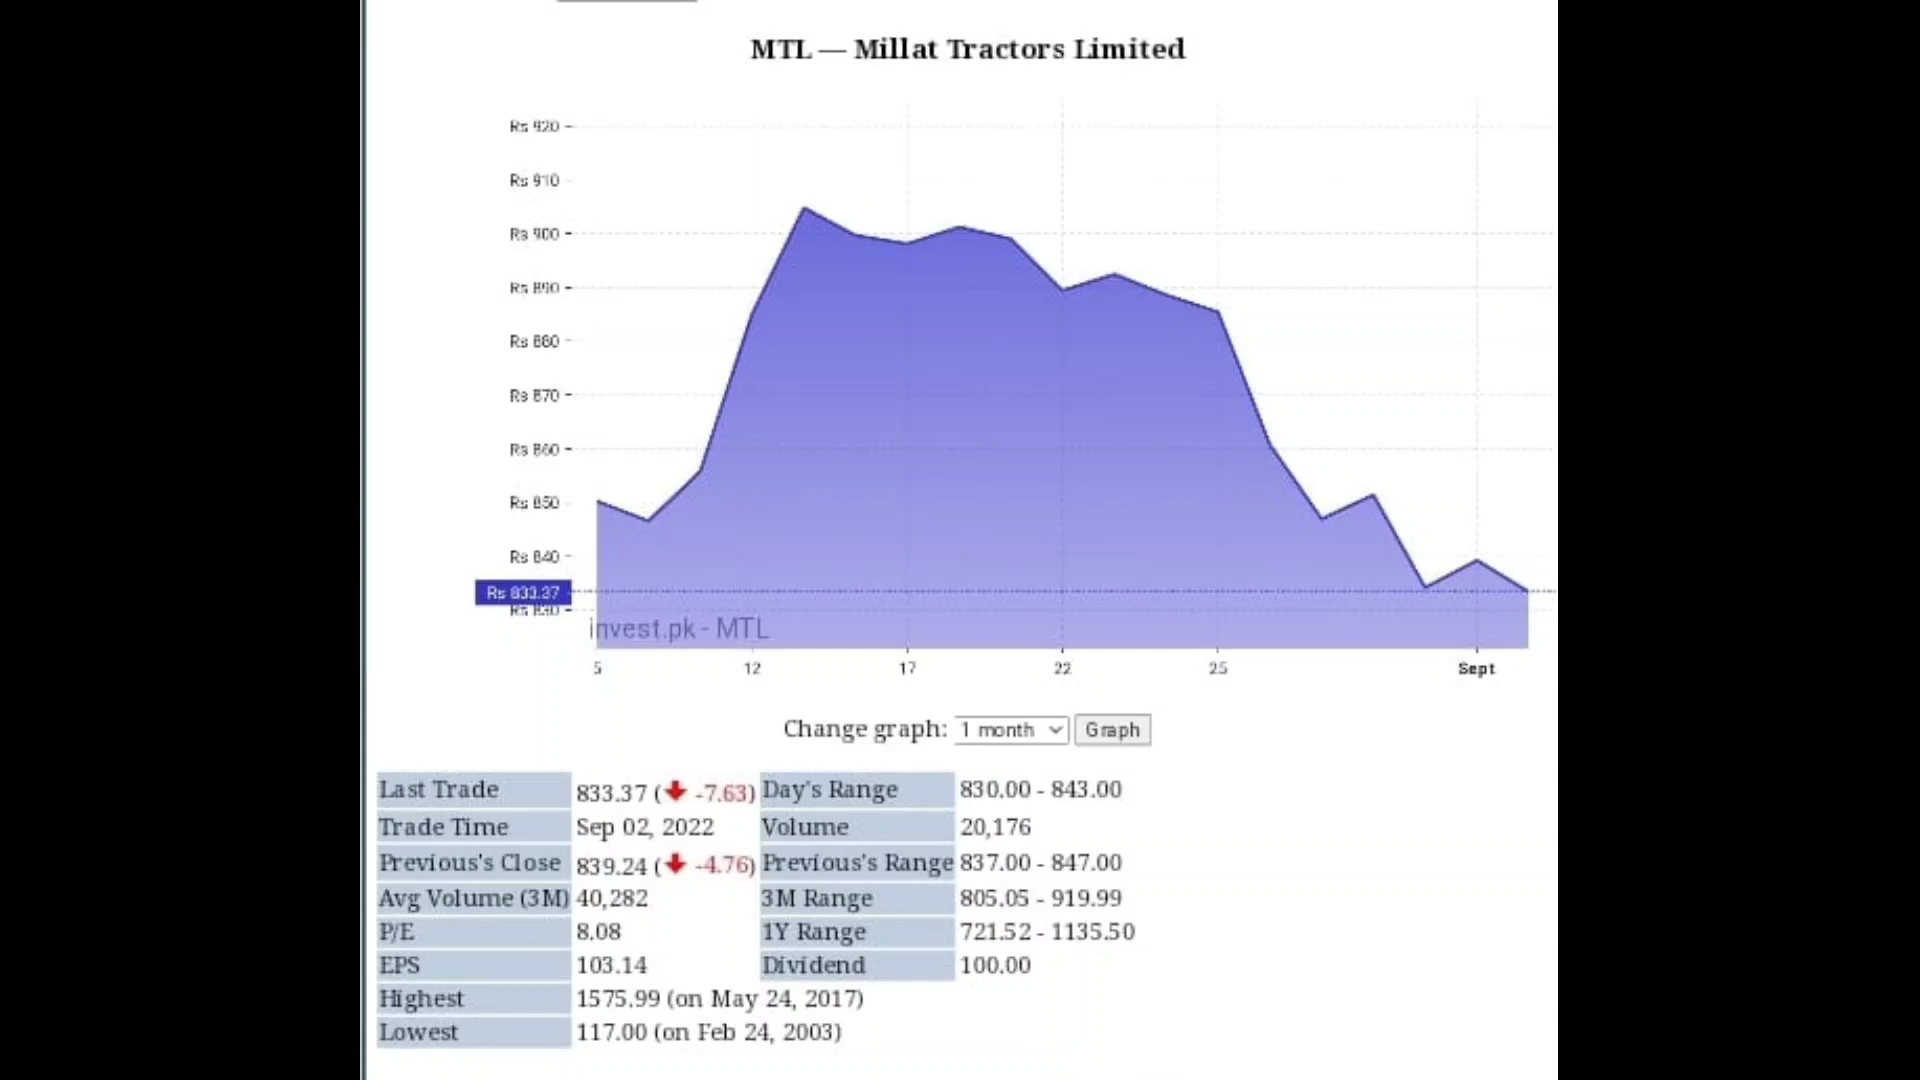 MTL — Millat Tractors Limited
Rs 920
Rs 910
Rs 900
Rs 890
Rs 880
Rs 870
Rs 860
Rs 850
Rs 840
Rs 833.37
Rs 830
invest.pk - MTL
5 12 17 22 25 Sept
Change graph: 1 month Graph
Last Trade 833.37 ( -7.63) Day's Range 830.00 - 843.00
Trade Time Sep 02, 2022 Volume 20,176
Previous's Close 839.24 ( -4.76) Previous's Range 837.00 - 847.00
Avg Volume (3M) 40,282 3M Range 805.05 - 919.99
P/E 8.08 1Y Range 721.52 - 1135.50
EPS 103.14 Dividend 100.00
Highest 1575.99 (on May 24, 2017)
Lowest 117.00 (on Feb 24, 2003)